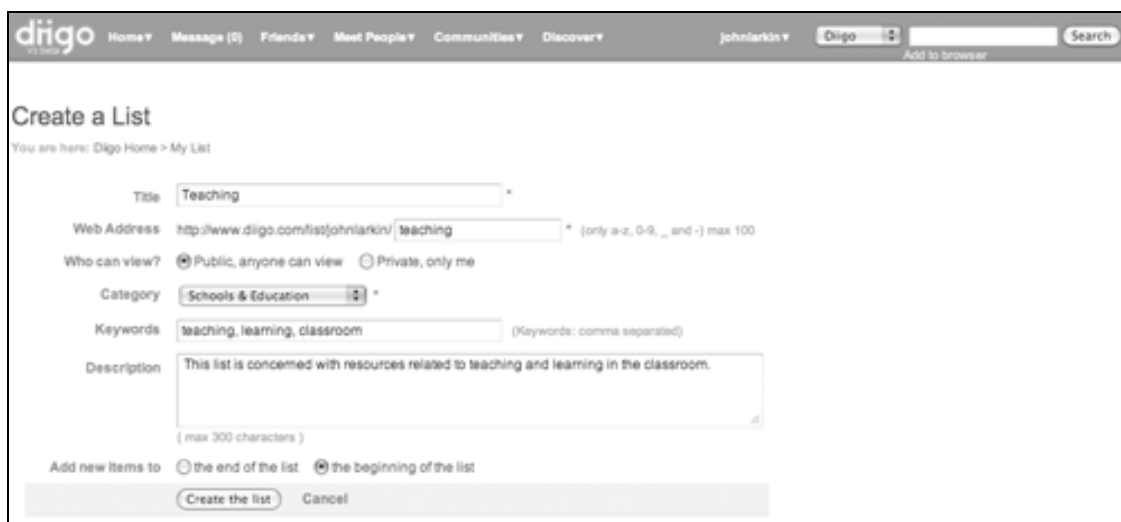 diigo Home▾ Message (0) Friends▾ Meet People▾ Communities▾ Discover▾ johnlarkin▾ Diigo Search
V3 beta Add to browser
Create a List
You are here: Diigo Home > My List
Title Teaching *
Web Address http://www.diigo.com/list/johnlarkin/ teaching * (only a-z, 0-9, _ and -) max 100
Who can view? Public, anyone can view Private, only me
Category Schools & Education *
Keywords teaching, learning, classroom (Keywords: comma separated)
Description This list is concerned with resources related to teaching and learning in the classroom.
( max 300 characters )
Add new items to the end of the list the beginning of the list
Create the list Cancel